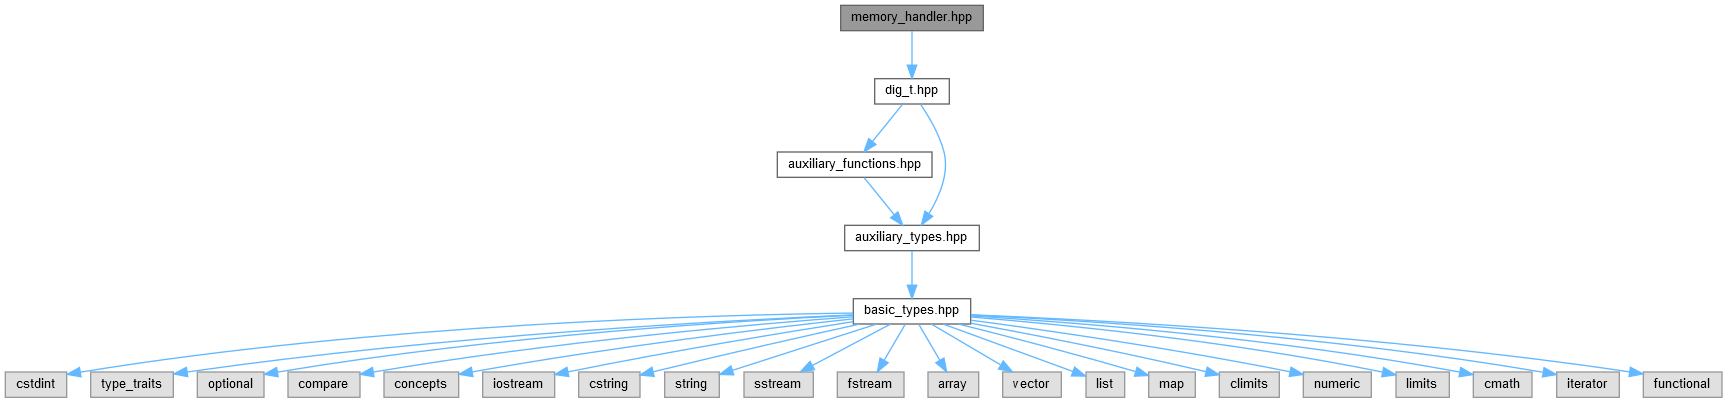 memory_handler.hpp
dig_t.hpp
auxiliary_functions.hpp
auxiliary_types.hpp
basic_types.hpp
cstdint
type_traits
optional
compare
concepts
iostream
cstring
string
sstream
fstream
array
vector
list
map
climits
numeric
limits
cmath
iterator
functional